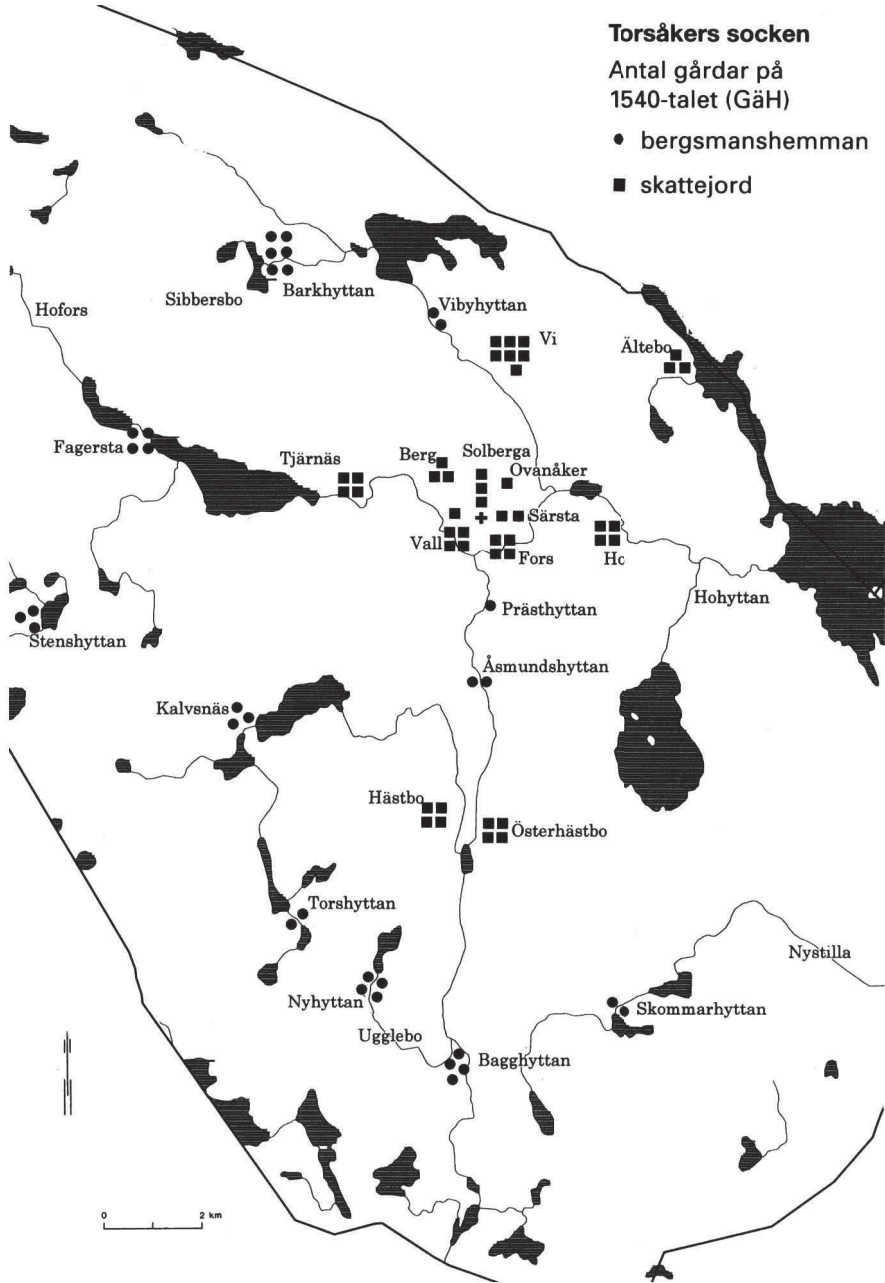 Torsåkers socken
Antal gårdar på
1540-talet (GäH)
bergsmanshemman
skattejord
Sibbersbo
Barkhyttan
Hofors
Vibyhyttan
Vi
Ältebo
Fagersta
Tjärnäs
Berg
Solberga
Ovanåker
Särsta
Vall
Fors
Ho
Hohyttan
Prästhyttan
Stenshyttan
Åsmundshyttan
Kalvsnäs
Hästbo
Österhästbo
Torshyttan
Nystilla
Nyhyttan
Skommarhyttan
Ugglebo
Bagghyttan
0 2 km